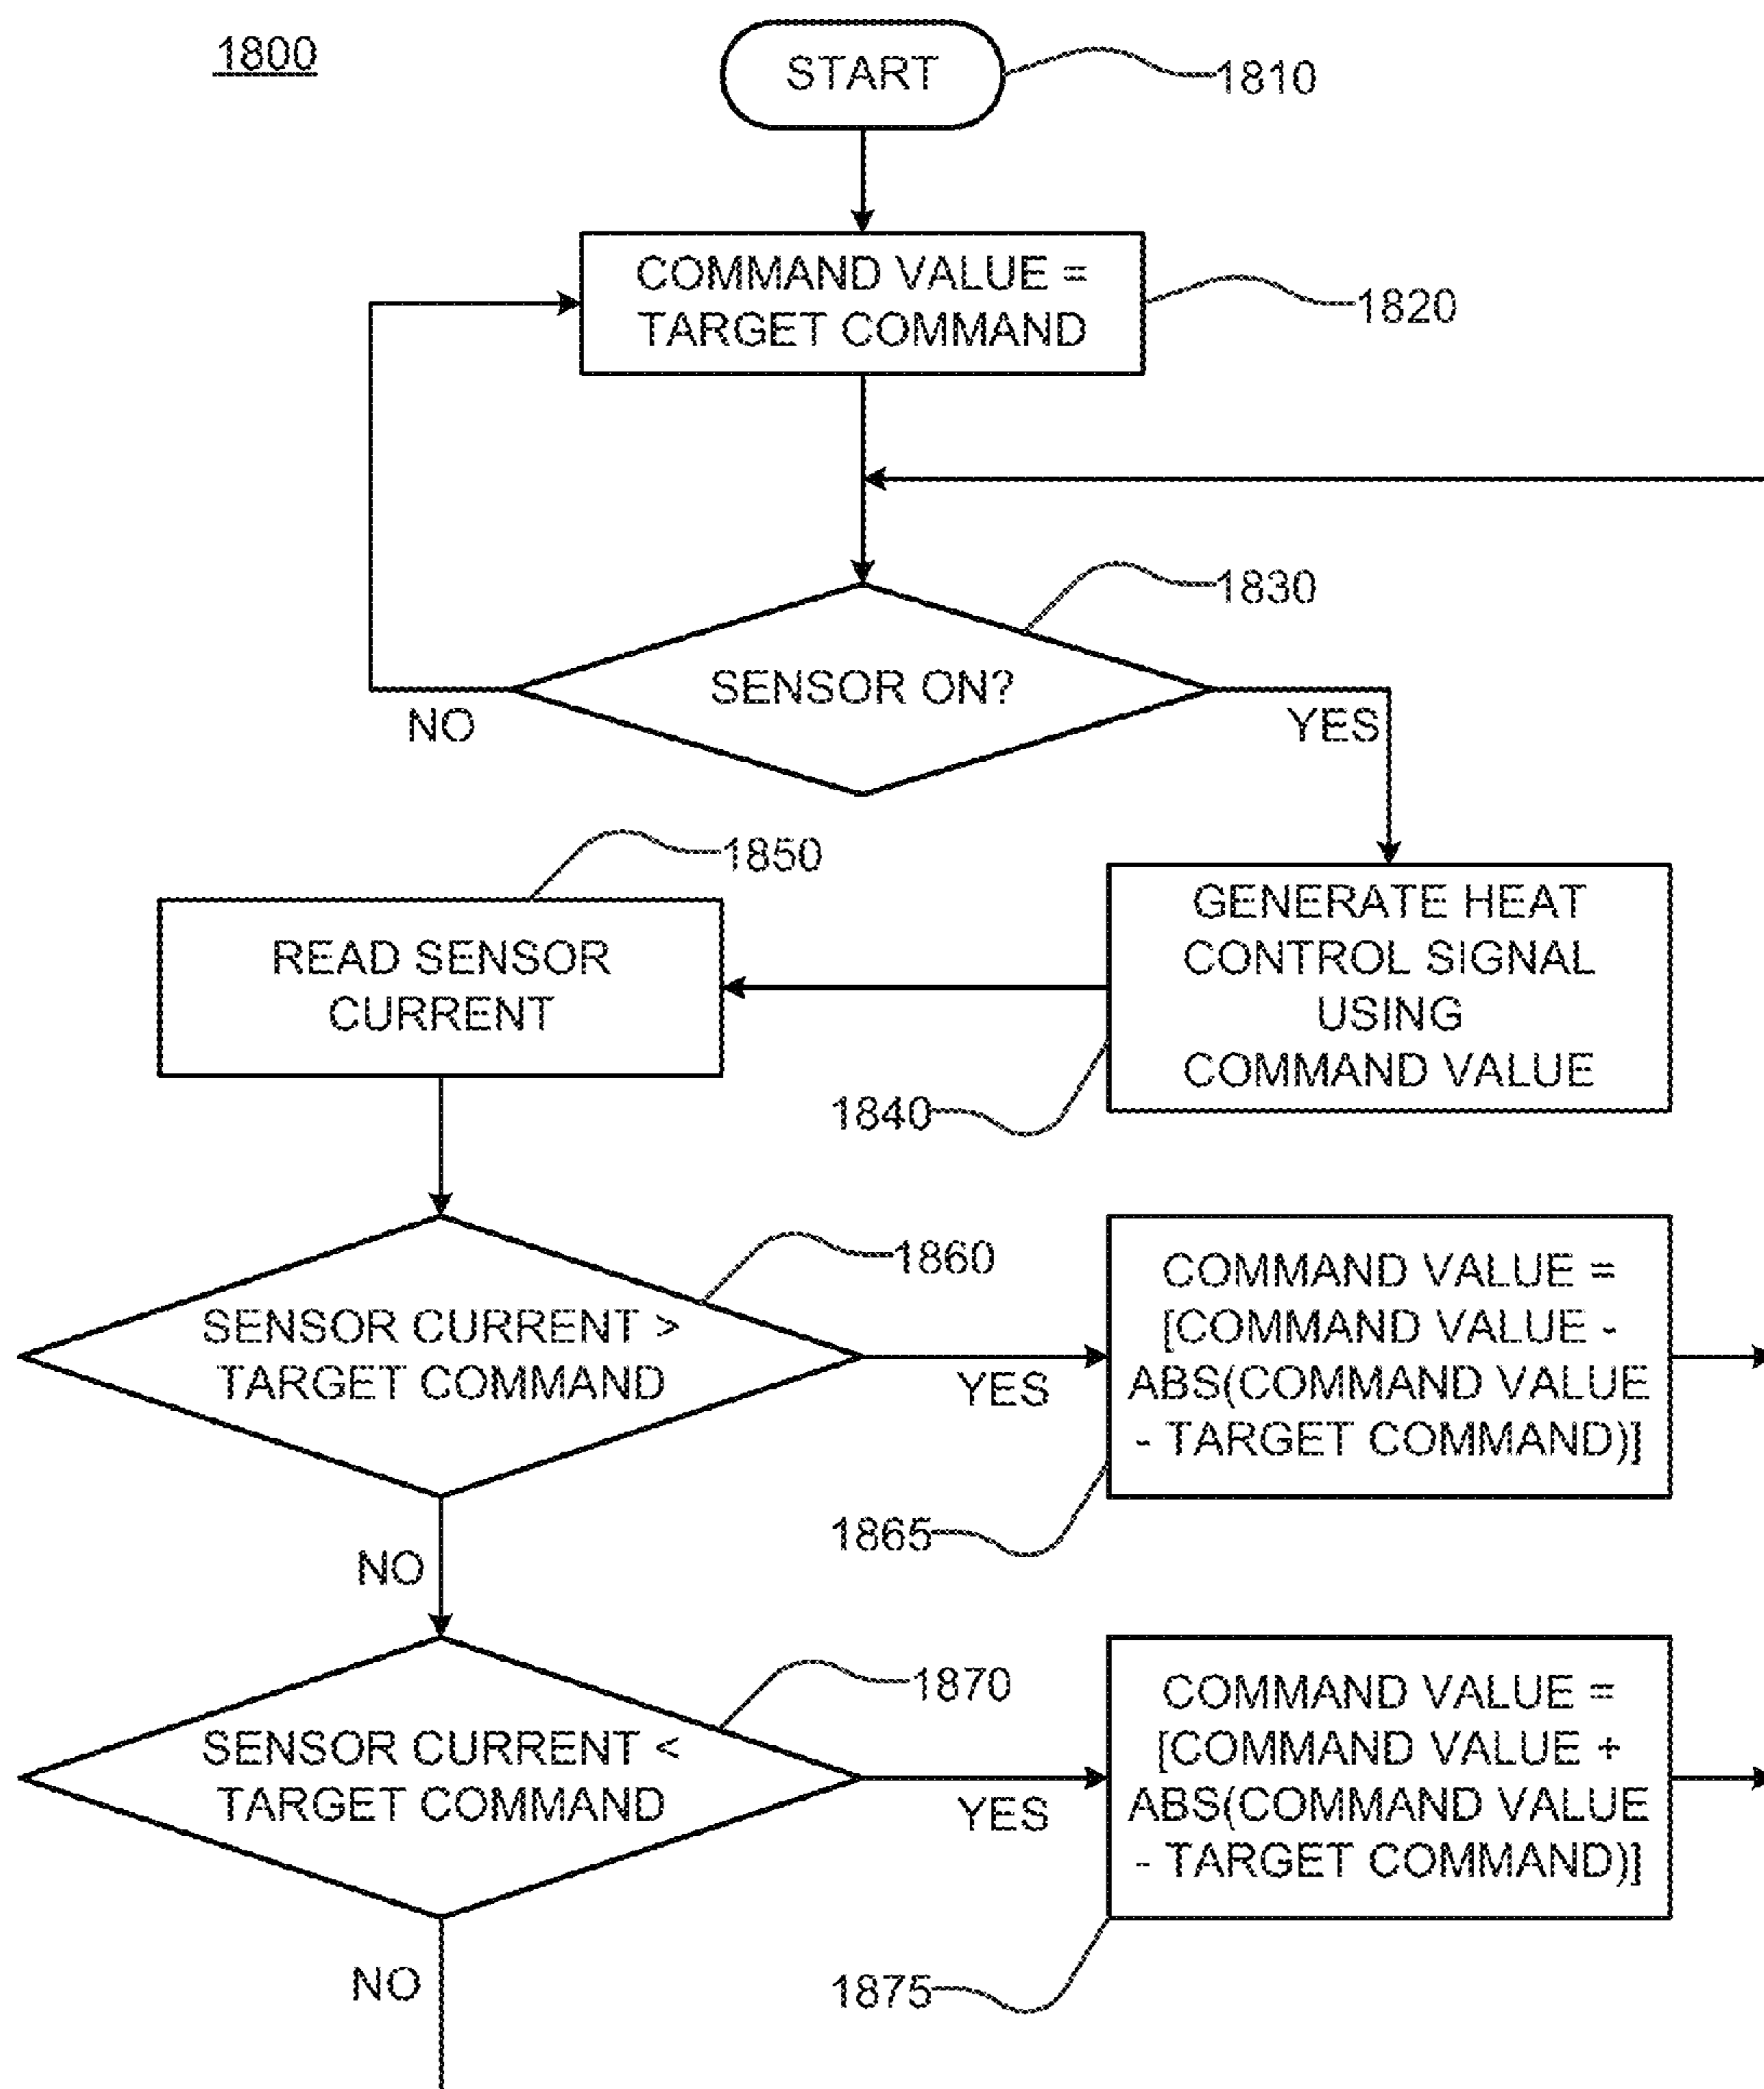 1800
START
1810
COMMAND VALUE =
TARGET COMMAND
1820
1830
SENSOR ON?
NO
YES
1850
READ SENSOR
CURRENT
GENERATE HEAT
CONTROL SIGNAL
USING
COMMAND VALUE
1840
1860
SENSOR CURRENT >
TARGET COMMAND
YES
COMMAND VALUE =
[COMMAND VALUE -
ABS(COMMAND VALUE
- TARGET COMMAND)]
1865
NO
1870
SENSOR CURRENT <
TARGET COMMAND
YES
COMMAND VALUE =
[COMMAND VALUE +
ABS(COMMAND VALUE
- TARGET COMMAND)]
1875
NO